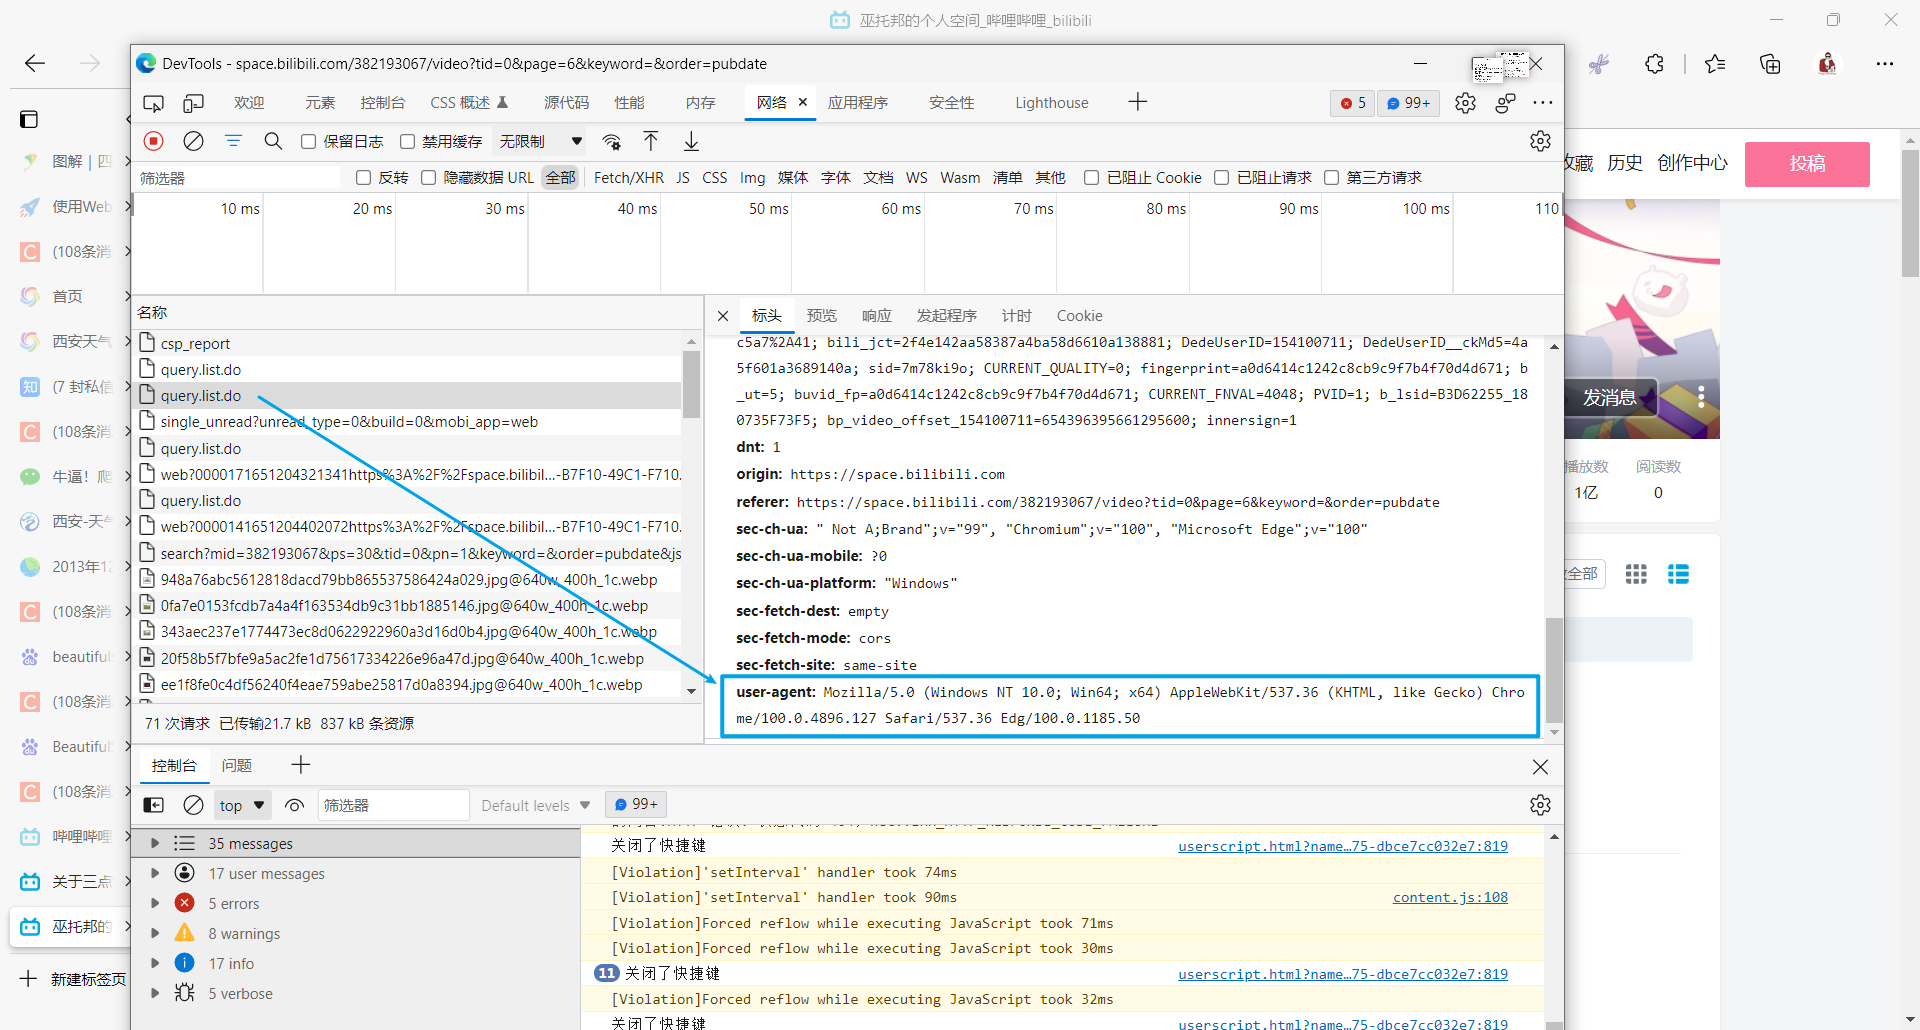 巫托邦的个人空间_哔哩哔哩_bilibili
DevTools - space.bilibili.com/382193067/video?tid=0&page=6&keyword=&order=pubdate
欢迎 元素 控制台 CSS 概述 源代码 性能 内存 网络 应用程序 安全性 Lighthouse 5 99+
保留日志 禁用缓存 无限制
筛选器 反转 隐藏数据 URL 全部 Fetch/XHR JS CSS Img 媒体 字体 文档 WS Wasm 清单 其他 已阻止 Cookie 已阻止请求 第三方请求
10 ms 20 ms 30 ms 40 ms 50 ms 60 ms 70 ms 80 ms 90 ms 100 ms 110
名称
csp_report
query.list.do
query.list.do
single_unread?unread_type=0&build=0&mobi_app=web
query.list.do
web?0000171651204321341https%3A%2F%2Fspace.bilibil...-B7F10-49C1-F710.
query.list.do
web?0000141651204402072https%3A%2F%2Fspace.bilibil...-B7F10-49C1-F710.
search?mid=382193067&ps=30&tid=0&pn=1&keyword=&order=pubdate&js
948a76abc5612818dacd79bb865537586424a029.jpg@640w_400h_1c.webp
0fa7e0153fcdb7a4a4f163534db9c31bb1885146.jpg@640w_400h_1c.webp
343aec237e1774473ec8d0622922960a3d16d0b4.jpg@640w_400h_1c.webp
20f58b5f7bfe9a5ac2fe1d75617334226e96a47d.jpg@640w_400h_1c.webp
ee1f8fe0c4df56240f4eae759abe25817d0a8394.jpg@640w_400h_1c.webp
71 次请求 已传输21.7 kB 837 kB 条资源
标头 预览 响应 发起程序 计时 Cookie
c5a7%2A41; bili_jct=2f4e142aa58387a4ba58d6610a138881; DedeUserID=154100711; DedeUserID__ckMd5=4a
5f601a3689140a; sid=7m78ki9o; CURRENT_QUALITY=0; fingerprint=a0d6414c1242c8cb9c9f7b4f70d4d671; b
_ut=5; buvid_fp=a0d6414c1242c8cb9c9f7b4f70d4d671; CURRENT_FNVAL=4048; PVID=1; b_lsid=B3D62255_18
0735F73F5; bp_video_offset_154100711=654396395661295600; innersign=1
dnt: 1
origin: https://space.bilibili.com
referer: https://space.bilibili.com/382193067/video?tid=0&page=6&keyword=&order=pubdate
sec-ch-ua: " Not A;Brand";v="99", "Chromium";v="100", "Microsoft Edge";v="100"
sec-ch-ua-mobile: ?0
sec-ch-ua-platform: "Windows"
sec-fetch-dest: empty
sec-fetch-mode: cors
sec-fetch-site: same-site
user-agent: Mozilla/5.0 (Windows NT 10.0; Win64; x64) AppleWebKit/537.36 (KHTML, like Gecko) Chro
me/100.0.4896.127 Safari/537.36 Edg/100.0.1185.50
控制台 问题
top 筛选器 Default levels 99+
35 messages
17 user messages
5 errors
8 warnings
17 info
5 verbose
关闭了快捷键 userscript.html?name…75-dbce7cc032e7:819
[Violation]'setInterval' handler took 74ms
[Violation]'setInterval' handler took 90ms content.js:108
[Violation]Forced reflow while executing JavaScript took 71ms
[Violation]Forced reflow while executing JavaScript took 30ms
11 关闭了快捷键 userscript.html?name…75-dbce7cc032e7:819
[Violation]Forced reflow while executing JavaScript took 32ms
关闭了快捷键 userscript.html?name…75-dbce7cc032e7:819
图解｜四
使用Web
(108条消
首页
西安天气
(7 封私信
(108条消
牛逼！爬
西安-天气
2013年12
(108条消
beautiful
(108条消
Beautiful
(108条消
哔哩哔哩
关于三点
巫托邦的
新建标签页
收藏 历史 创作中心 投稿
发消息
播放数 阅读数
1亿 0
全部